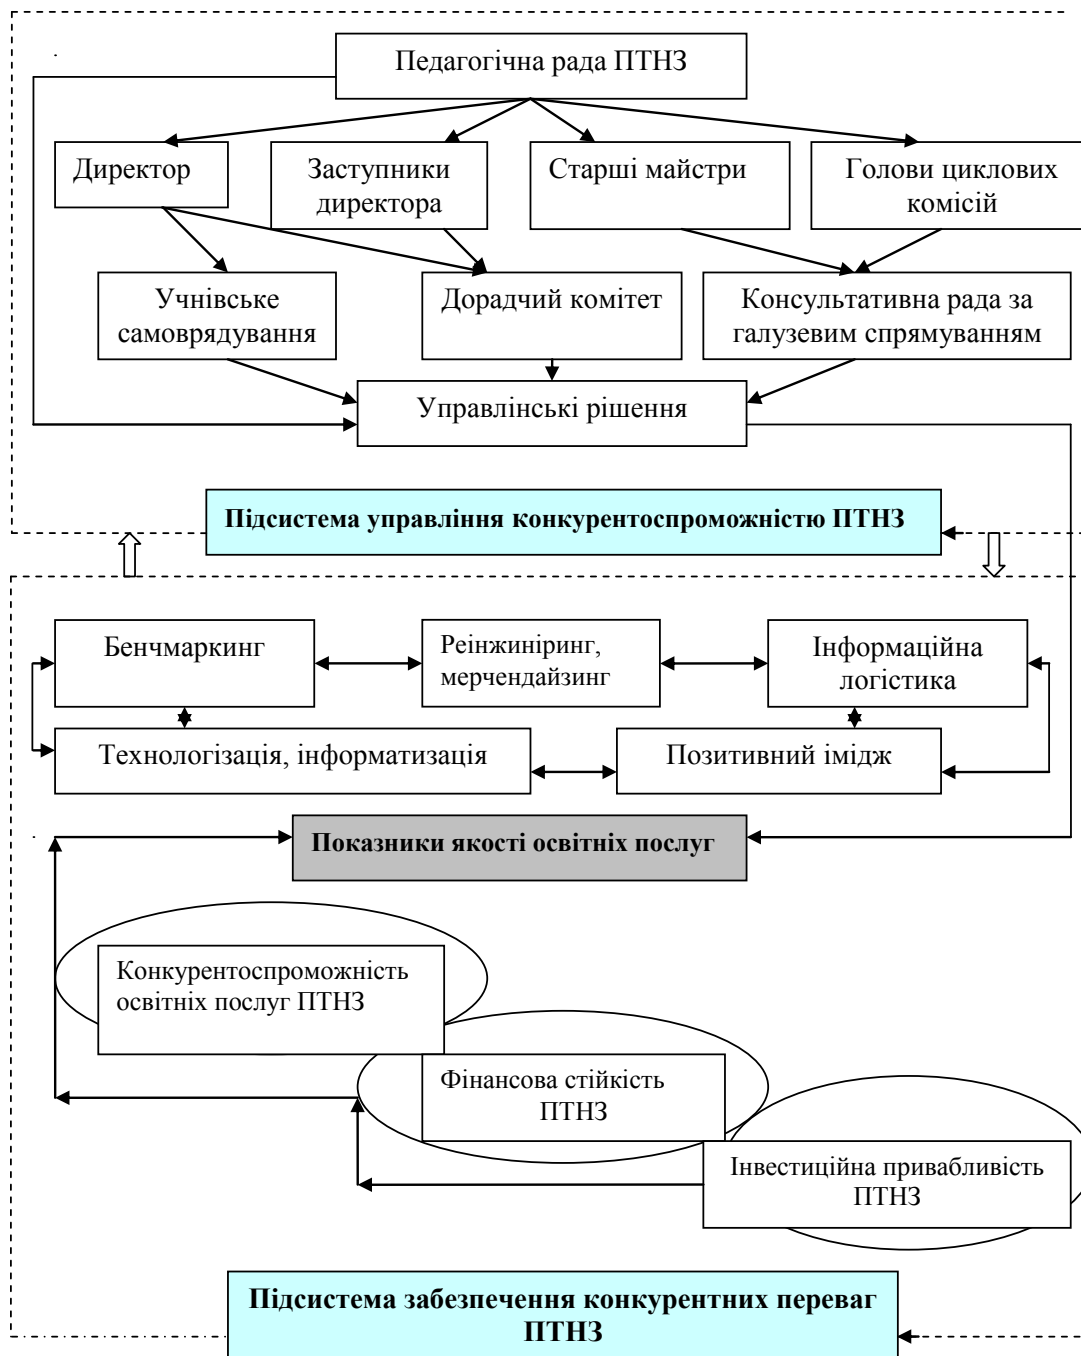 Педагогічна рада ПТНЗ
Директор
Заступники
директора
Старші майстри
Голови циклових
комісій
Учнівське
самоврядування
Дорадчий комітет
Консультативна рада за
галузевим спрямуванням
Управлінські рішення
Підсистема управління конкурентоспроможністю ПТНЗ
Бенчмаркинг
Реінжиніринг,
мерчендайзинг
Інформаційна
логістика
Технологізація, інформатизація
Позитивний імідж
Показники якості освітніх послуг
Конкурентоспроможність
освітніх послуг ПТНЗ
Фінансова стійкість
ПТНЗ
Інвестиційна привабливість
ПТНЗ
Підсистема забезпечення конкурентних переваг
ПТНЗ